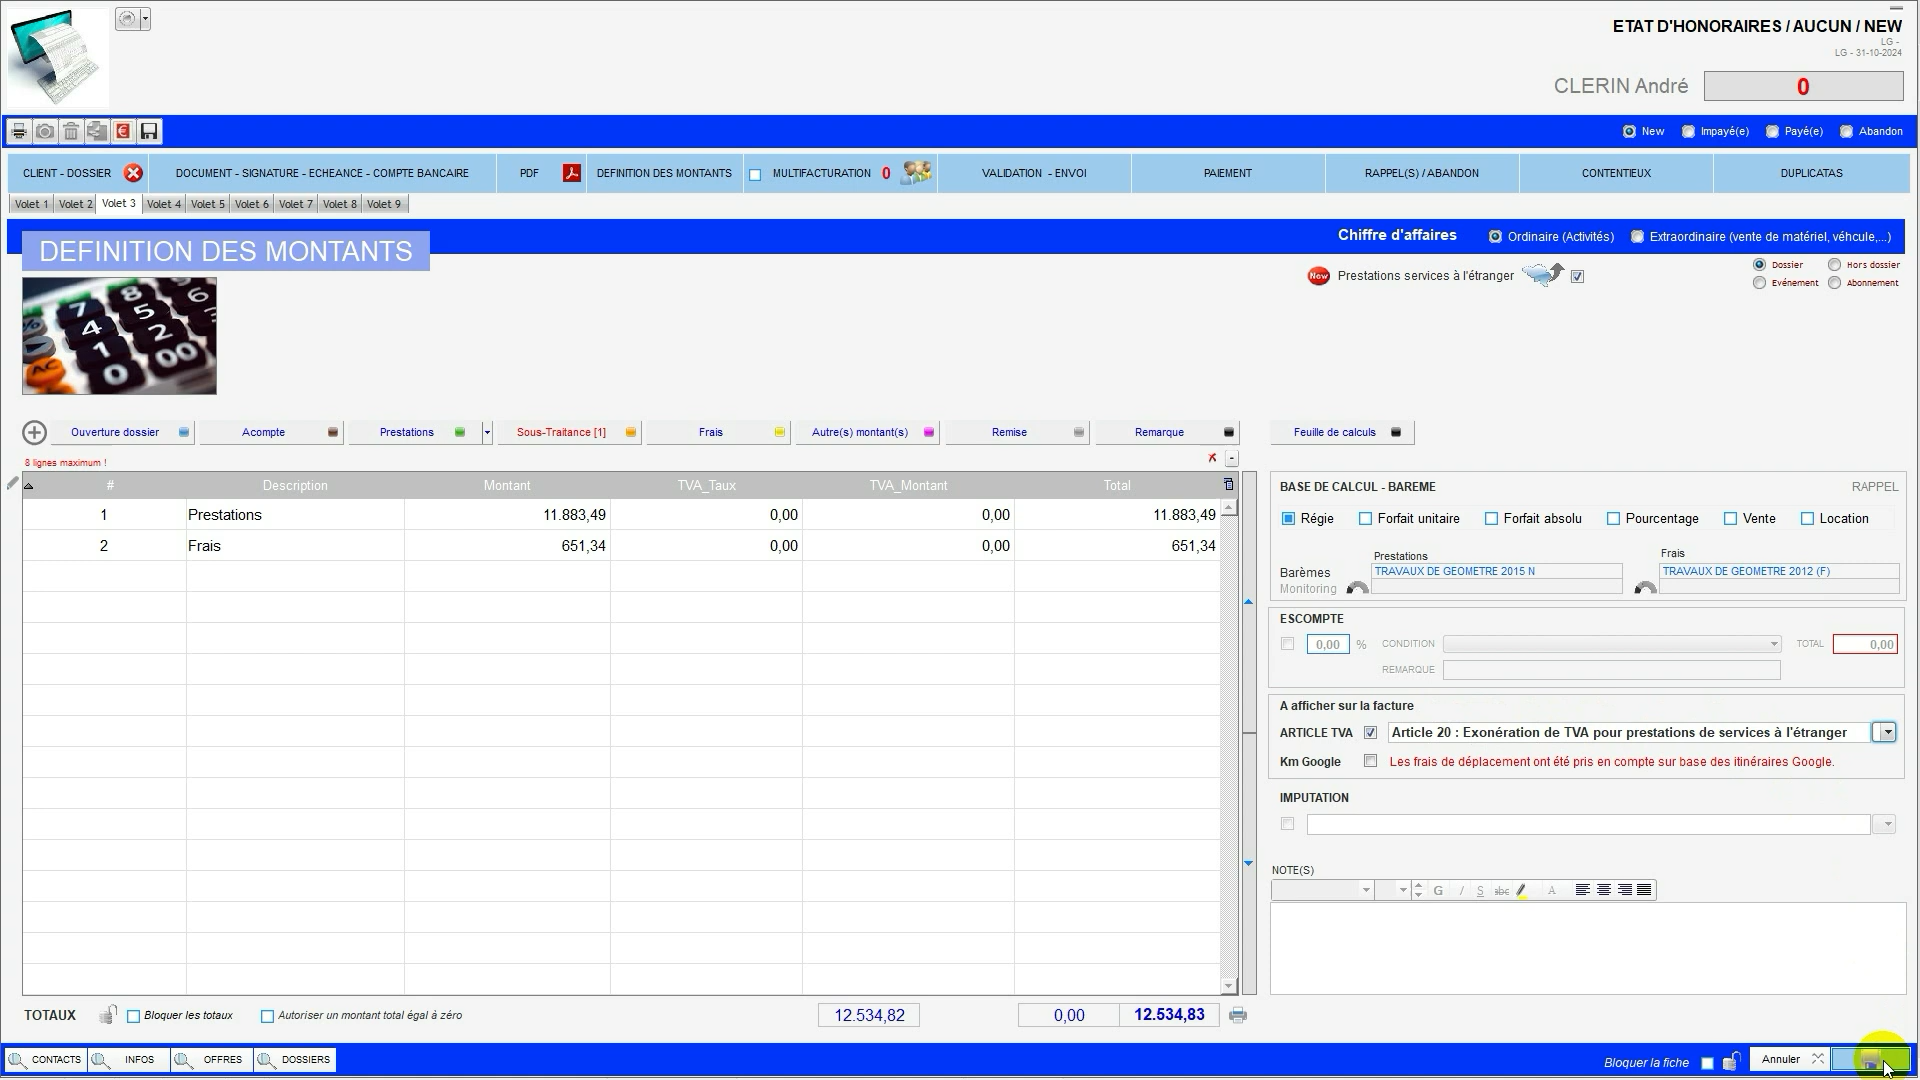 ETAT D'HONORAIRES / AUCUN / NEW
LG -
LG - 31-10-2024
CLERIN André 0
New Impayé(e) Payé(e) Abandon
CLIENT - DOSSIER DOCUMENT - SIGNATURE - ECHEANCE - COMPTE BANCAIRE PDF DEFINITION DES MONTANTS MULTIFACTURATION 0 VALIDATION - ENVOI PAIEMENT RAPPEL(S) / ABANDON CONTENTIEUX DUPLICATAS
Volet 1 Volet 2 Volet 3 Volet 4 Volet 5 Volet 6 Volet 7 Volet 8 Volet 9
Chiffre d'affaires Ordinaire (Activités) Extraordinaire (vente de matériel, véhcule,...)
DEFINITION DES MONTANTS
New Prestations services à l'étranger
Dossier Hors dossier
Evénement Abonnement
Ouverture dossier Acompte Prestations Sous-Traitance [1] Frais Autre(s) montant(s) Remise Remarque Feuille de calculs
8 lignes maximum !
# Description Montant TVA_Taux TVA_Montant Total
1 Prestations 11.883,49 0,00 0,00 11.883,49
2 Frais 651,34 0,00 0,00 651,34
BASE DE CALCUL - BAREME RAPPEL
Régie Forfait unitaire Forfait absolu Pourcentage Vente Location
Prestations Frais
Barèmes TRAVAUX DE GEOMETRE 2015 N TRAVAUX DE GEOMETRE 2012 (F)
Monitoring
ESCOMPTE
0,00 % CONDITION TOTAL 0,00
REMARQUE
A afficher sur la facture
ARTICLE TVA Article 20 : Exonération de TVA pour prestations de services à l'étranger
Km Google Les frais de déplacement ont été pris en compte sur base des itinéraires Google.
IMPUTATION
NOTE(S)
G / S abc A
TOTAUX Bloquer les totaux Autoriser un montant total égal à zéro 12.534,82 0,00 12.534,83
CONTACTS INFOS OFFRES DOSSIERS Bloquer la fiche Annuler